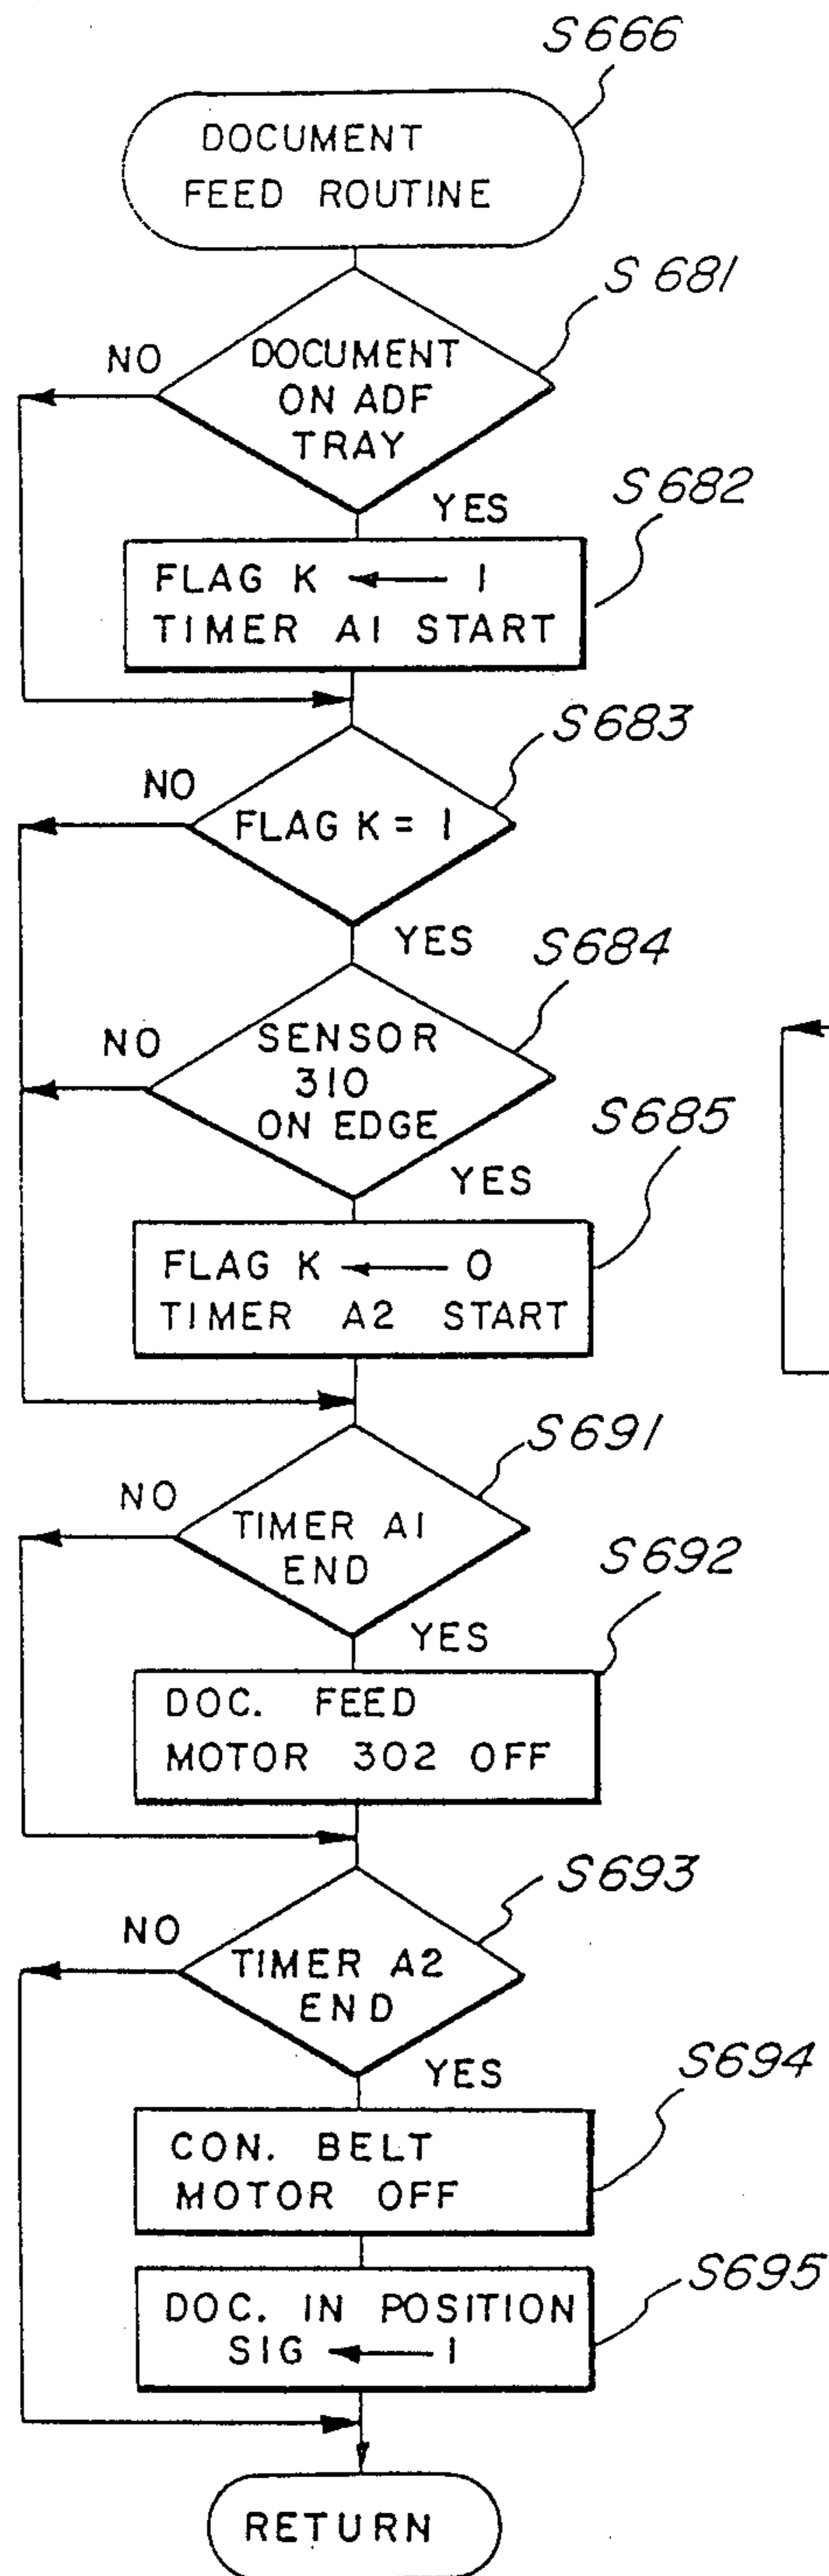 S666
DOCUMENT
FEED ROUTINE
S681
NO
DOCUMENT
ON ADF
TRAY
YES
S682
FLAG K ← 1
TIMER A1 START
S683
NO
FLAG K = 1
YES
S684
NO
SENSOR
310
ON EDGE
YES
S685
FLAG K ← 0
TIMER A2 START
S691
NO
TIMER A1
END
YES
S692
DOC. FEED
MOTOR 302 OFF
S693
NO
TIMER A2
END
YES
S694
CON. BELT
MOTOR OFF
S695
DOC. IN POSITION
SIG ← 1
RETURN